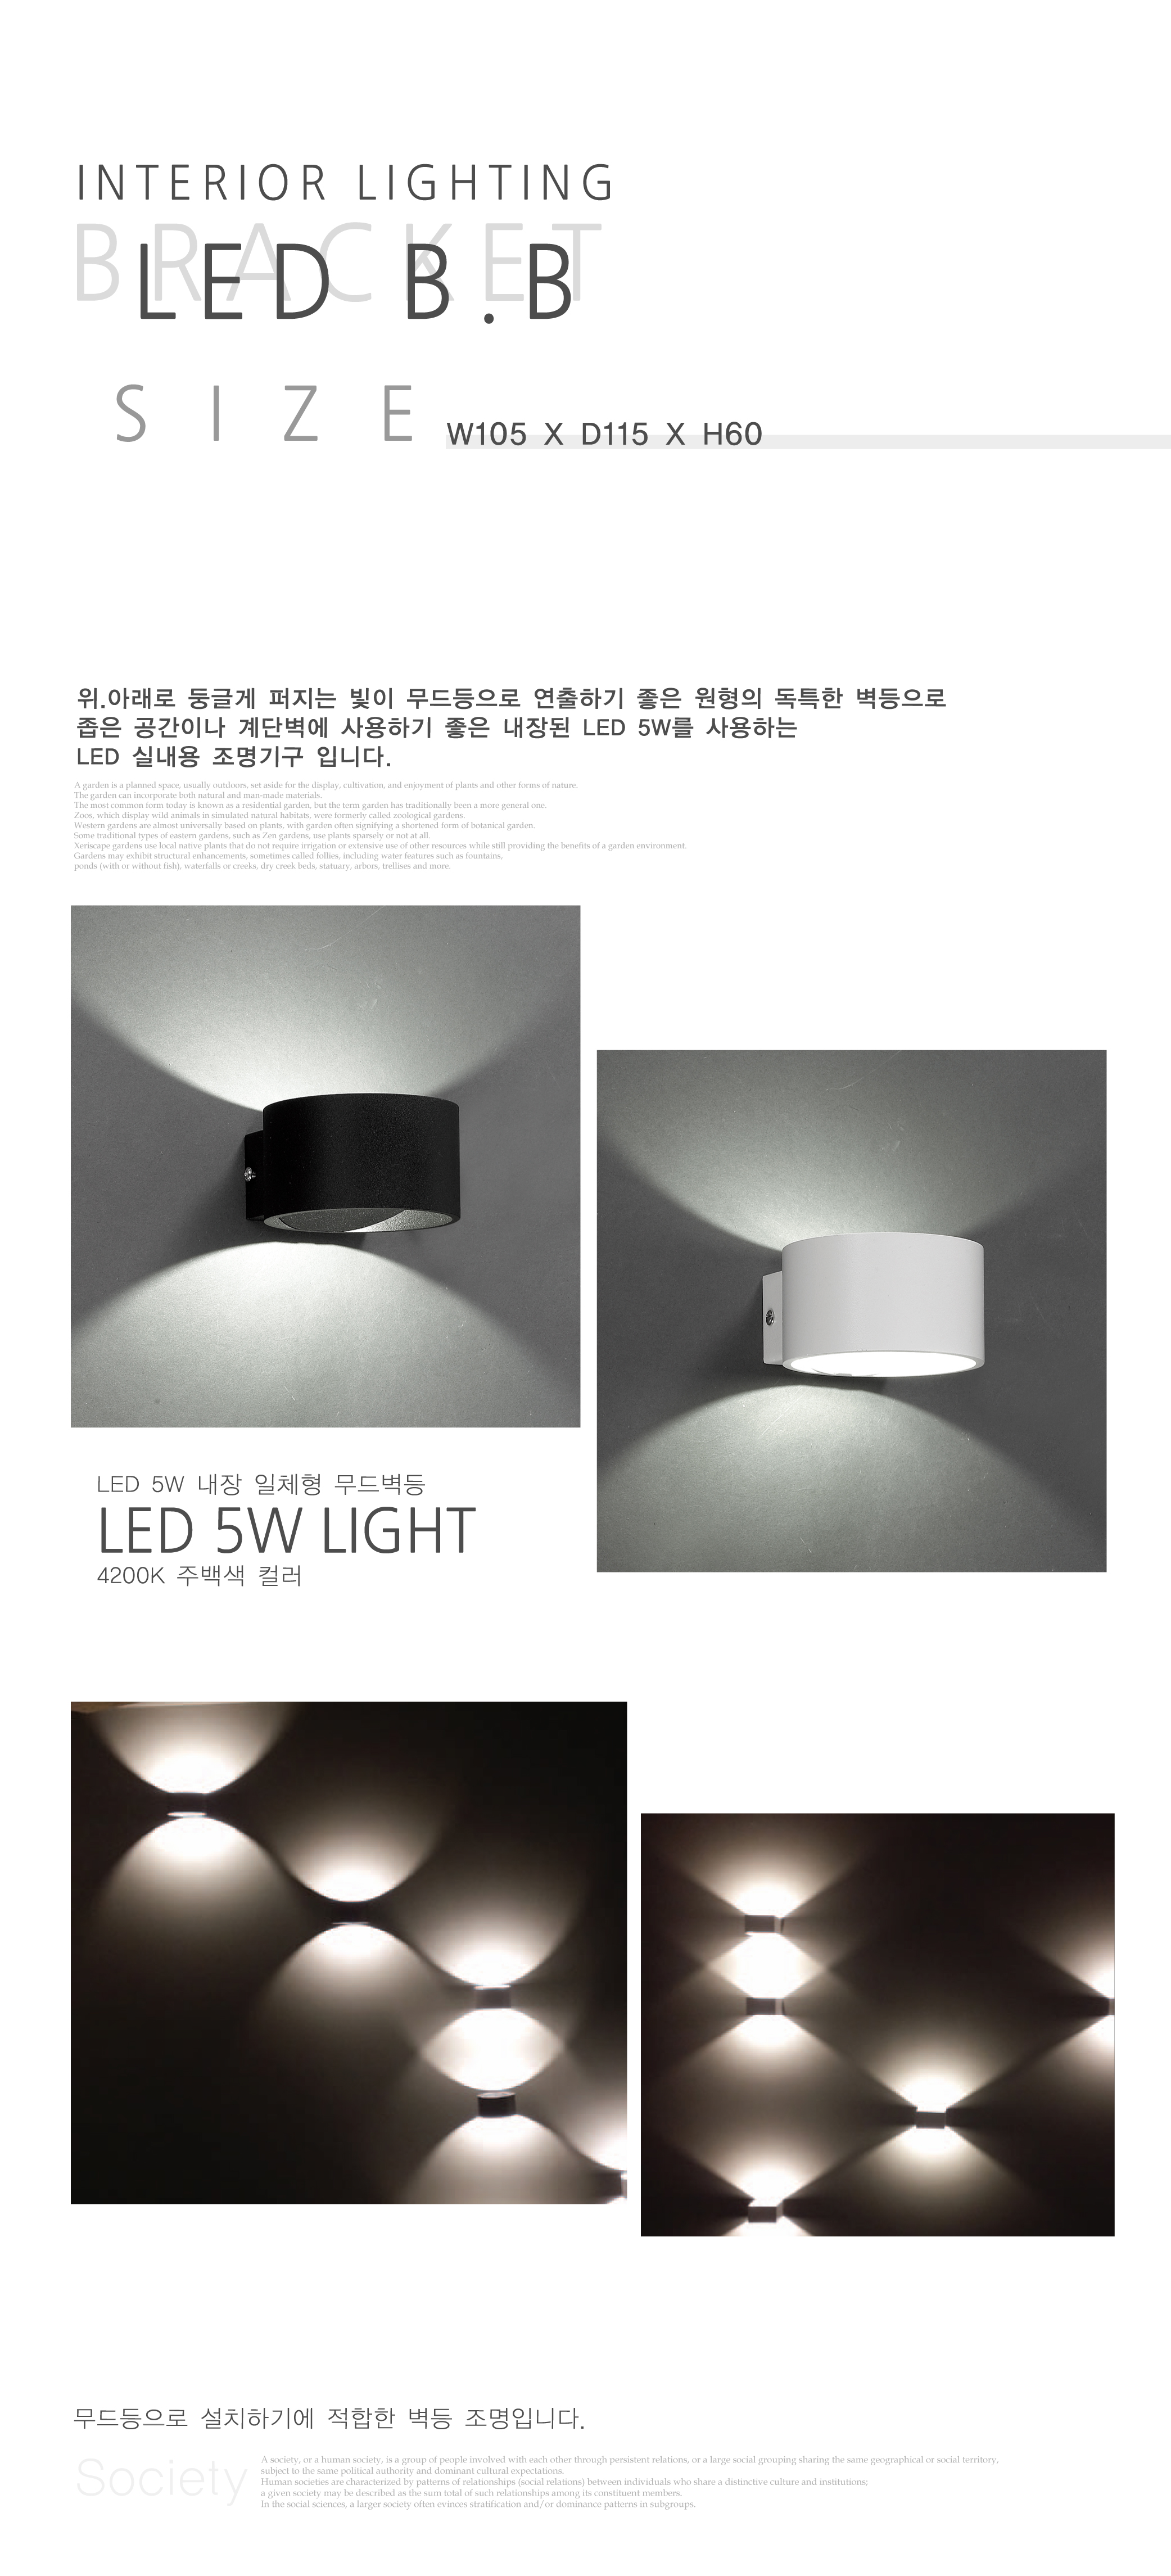 INTERIOR LIGHTING
BRACKET
LED B.B
SIZE
W105 X D115 X H60
위.아래로 둥글게 퍼지는 빛이 무드등으로 연출하기 좋은 원형의 독특한 벽등으로
좁은 공간이나 계단벽에 사용하기 좋은 내장된 LED 5W를 사용하는
LED 실내용 조명기구 입니다.
A garden is a planned space, usually outdoors, set aside for the display, cultivation, and enjoyment of plants and other forms of nature.
The garden can incorporate both natural and man-made materials.
The most common form today is known as a residential garden, but the term garden has traditionally been a more general one.
Zoos, which display wild animals in simulated natural habitats, were formerly called zoological gardens.
Western gardens are almost universally based on plants, with garden often signifying a shortened form of botanical garden.
Some traditional types of eastern gardens, such as Zen gardens, use plants sparsely or not at all.
Xeriscape gardens use local native plants that do not require irrigation or extensive use of other resources while still providing the benefits of a garden environment.
Gardens may exhibit structural enhancements, sometimes called follies, including water features such as fountains,
ponds (with or without fish), waterfalls or creeks, dry creek beds, statuary, arbors, trellises and more.
LED 5W 내장 일체형 무드벽등
LED 5W LIGHT
4200K 주백색 컬러
무드등으로 설치하기에 적합한 벽등 조명입니다.
Society
A society, or a human society, is a group of people involved with each other through persistent relations, or a large social grouping sharing the same geographical or social territory,
subject to the same political authority and dominant cultural expectations.
Human societies are characterized by patterns of relationships (social relations) between individuals who share a distinctive culture and institutions;
a given society may be described as the sum total of such relationships among its constituent members.
In the social sciences, a larger society often evinces stratification and/or dominance patterns in subgroups.